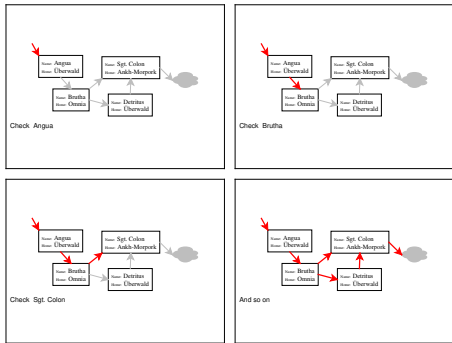 Name: Angua
Home: Überwald
Name: Sgt. Colon
Home: Ankh-Morpork
Name: Brutha
Home: Omnia
Name: Detritus
Home: Überwald
Check Angua
Name: Angua
Home: Überwald
Name: Sgt. Colon
Home: Ankh-Morpork
Name: Brutha
Home: Omnia
Name: Detritus
Home: Überwald
Check Brutha
Name: Angua
Home: Überwald
Name: Sgt. Colon
Home: Ankh-Morpork
Name: Brutha
Home: Omnia
Name: Detritus
Home: Überwald
Check Sgt. Colon
Name: Angua
Home: Überwald
Name: Sgt. Colon
Home: Ankh-Morpork
Name: Brutha
Home: Omnia
Name: Detritus
Home: Überwald
And so on